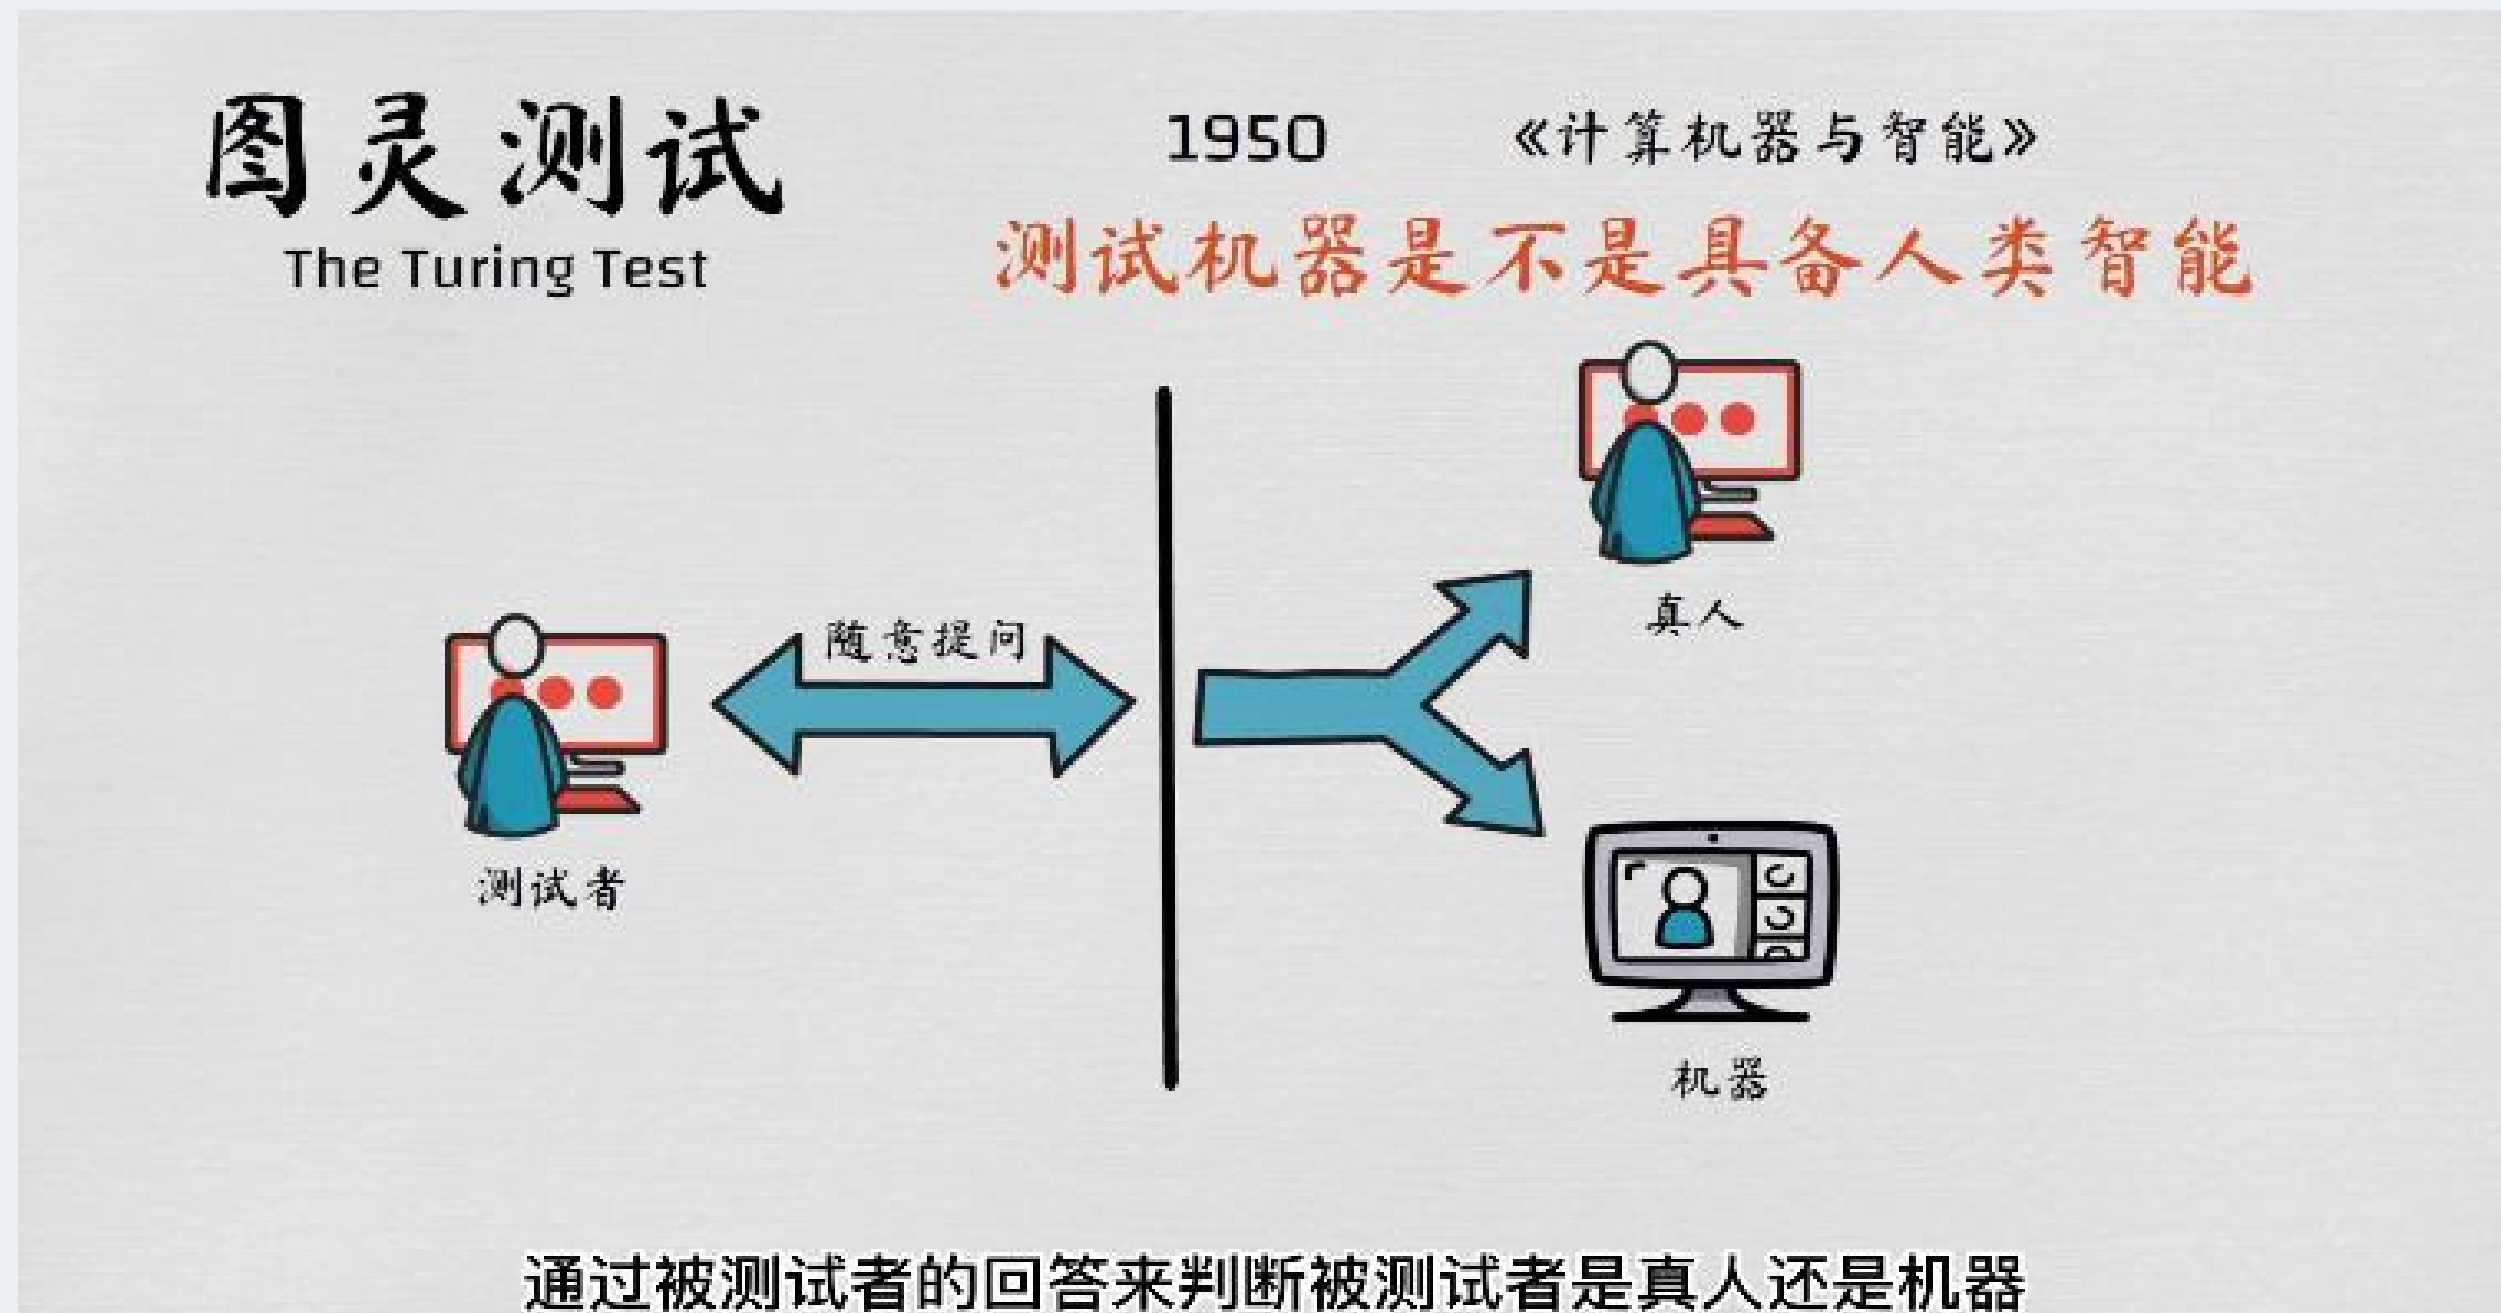 图灵测试
The Turing Test
1950 《计算机器与智能》
测试机器是不是具备人类智能
真人
随意提问
测试者
机器
通过被测试者的回答来判断被测试者是真人还是机器